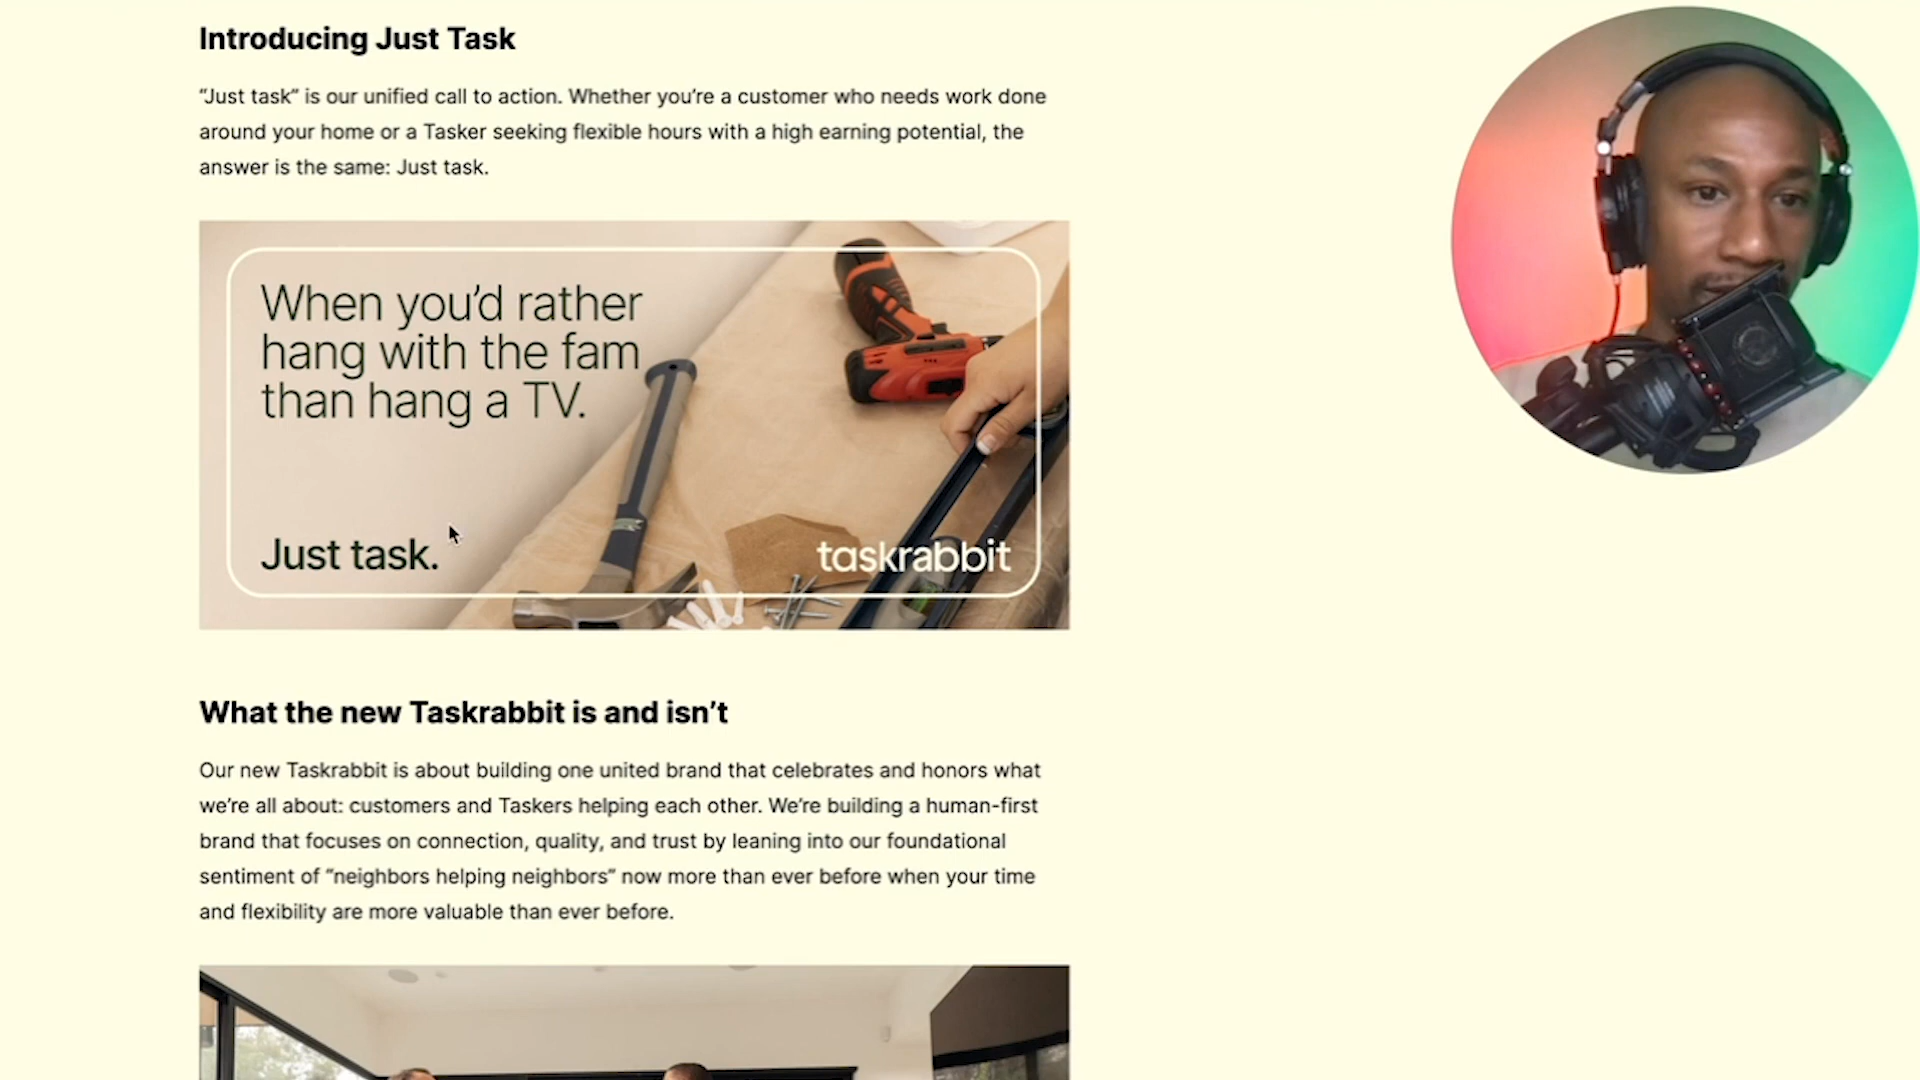 Introducing Just Task
“Just task” is our unified call to action. Whether you’re a customer who needs work done
around your home or a Tasker seeking flexible hours with a high earning potential, the
answer is the same: Just task.
When you’d rather
hang with the fam
than hang a TV.
Just task.
taskrabbit
What the new Taskrabbit is and isn’t
Our new Taskrabbit is about building one united brand that celebrates and honors what
we’re all about: customers and Taskers helping each other. We’re building a human-first
brand that focuses on connection, quality, and trust by leaning into our foundational
sentiment of “neighbors helping neighbors” now more than ever before when your time
and flexibility are more valuable than ever before.